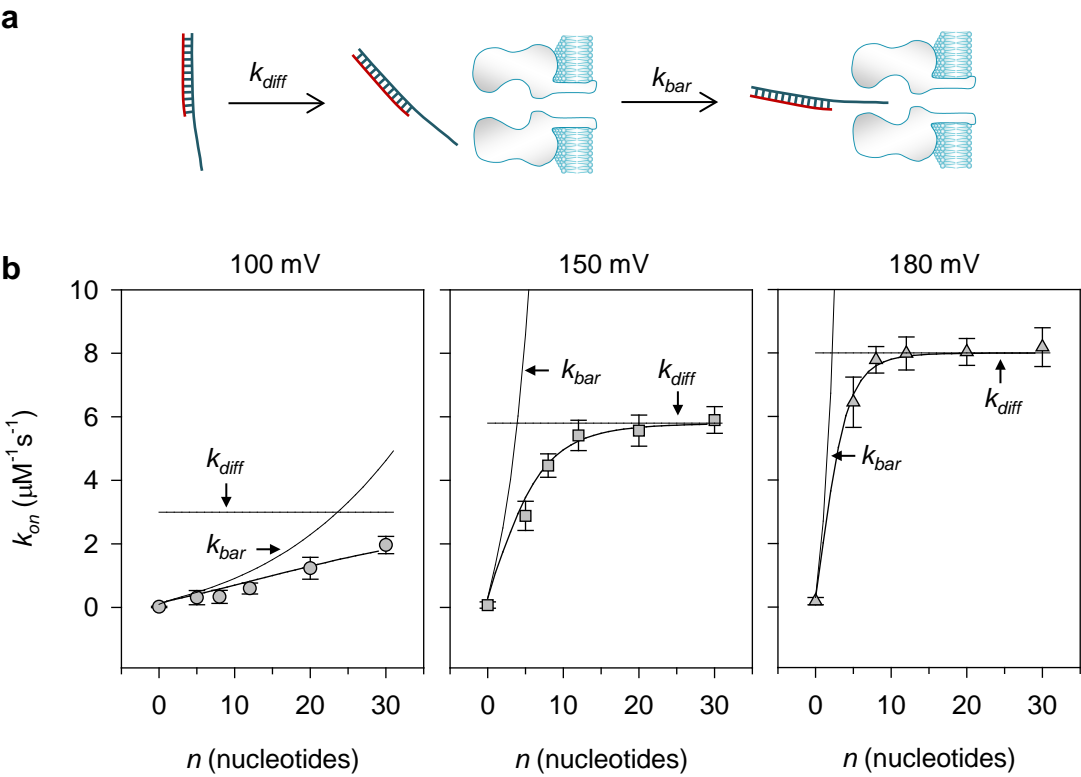 a
k_diff
k_bar
b
100 mV
150 mV
180 mV
10
8
6
4
2
0
k_on (µM⁻¹s⁻¹)
k_diff
k_bar
k_bar
k_diff
k_bar
k_diff
0 10 20 30
0 10 20 30
0 10 20 30
n (nucleotides)
n (nucleotides)
n (nucleotides)